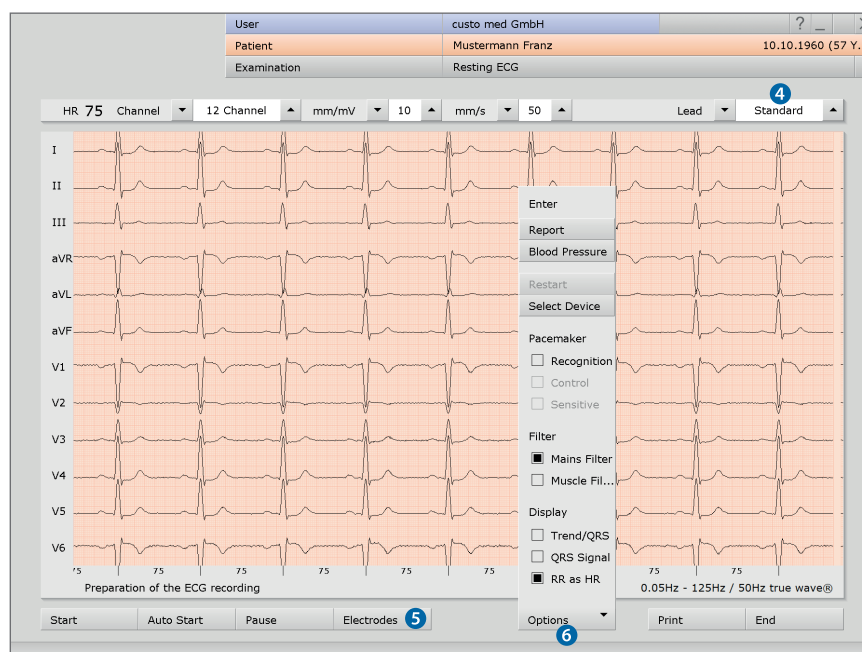 User custo med GmbH ? _
Patient Mustermann Franz 10.10.1960 (57 Y.
Examination Resting ECG
4
HR 75 Channel 12 Channel mm/mV 10 mm/s 50 Lead Standard
I
II
III
aVR
aVL
aVF
V1
V2
V3
V4
V5
V6
Enter
Report
Blood Pressure
Restart
Select Device
Pacemaker
Recognition
Control
Sensitive
Filter
Mains Filter
Muscle Fil...
Display
Trend/QRS
QRS Signal
RR as HR
75 75 75 75 75 75 75 75
Preparation of the ECG recording 0.05Hz - 125Hz / 50Hz true wave®
Start Auto Start Pause Electrodes 5 Options Print End
6